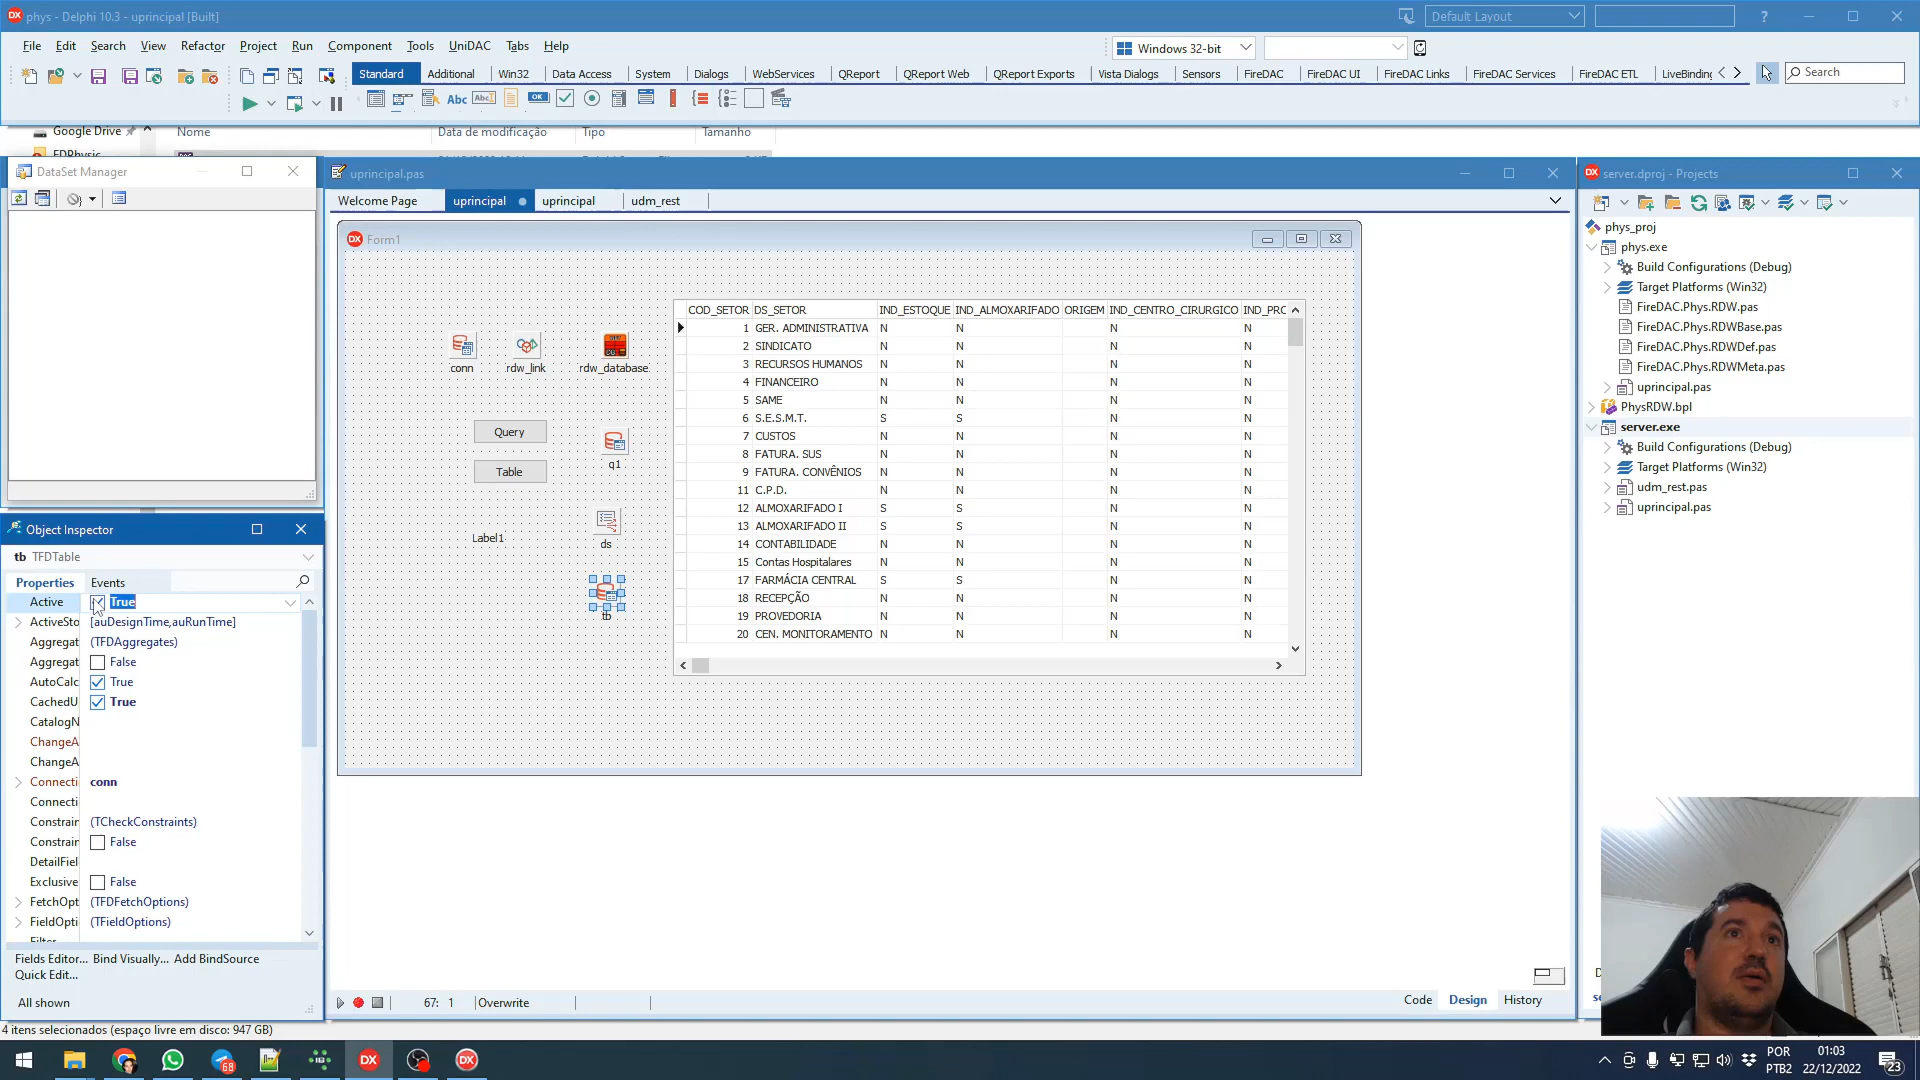 phys - Delphi 10.3 - uprincipal [Built]
Default Layout
?
File Edit Search View Refactor Project Run Component Tools UniDAC Tabs Help
Windows 32-bit
Standard Additional Win32 Data Access System Dialogs WebServices QReport QReport Web QReport Exports Vista Dialogs Sensors FireDAC FireDAC UI FireDAC Links FireDAC Services FireDAC ETL LiveBinding
Search
Google Drive
Nome Data de modificação Tipo Tamanho
FDPhysic
DataSet Manager
uprincipal.pas
Welcome Page uprincipal uprincipal udm_rest
Form1
conn rdw_link rdw_database
Query
Table
q1
ds
Label1
tb
COD_SETOR DS_SETOR IND_ESTOQUE IND_ALMOXARIFADO ORIGEM IND_CENTRO_CIRURGICO IND_PRC
1 GER. ADMINISTRATIVA N N N N
2 SINDICATO N N N N
3 RECURSOS HUMANOS N N N N
4 FINANCEIRO N N N N
5 SAME N N N N
6 S.E.S.M.T. S S N N
7 CUSTOS N N N N
8 FATURA. SUS N N N N
9 FATURA. CONVÊNIOS N N N N
11 C.P.D. N N N N
12 ALMOXARIFADO I S S N N
13 ALMOXARIFADO II S S N N
14 CONTABILIDADE N N N N
15 Contas Hospitalares N N N N
17 FARMÁCIA CENTRAL S S N N
18 RECEPÇÃO N N N N
19 PROVEDORIA N N N N
20 CEN. MONITORAMENTO N N N N
server.dproj - Projects
phys_proj
phys.exe
Build Configurations (Debug)
Target Platforms (Win32)
FireDAC.Phys.RDW.pas
FireDAC.Phys.RDWBase.pas
FireDAC.Phys.RDWDef.pas
FireDAC.Phys.RDWMeta.pas
uprincipal.pas
PhysRDW.bpl
server.exe
Build Configurations (Debug)
Target Platforms (Win32)
udm_rest.pas
uprincipal.pas
Object Inspector
tb TFDTable
Properties Events
Active True
ActiveSto [auDesignTime,auRunTime]
Aggregat (TFDAggregates)
Aggregat False
AutoCalc True
CachedU True
CatalogN
ChangeA
ChangeA
Connecti conn
Connecti
Constrair (TCheckConstraints)
Constrair False
DetailFiel
Exclusive False
FetchOpt (TFDFetchOptions)
FieldOpti (TFieldOptions)
Filter
Fields Editor... Bind Visually... Add BindSource
Quick Edit...
All shown
67: 1 Overwrite
Code Design History
4 itens selecionados (espaço livre em disco: 947 GB)
POR
PTB2
01:03
22/12/2022
23
68